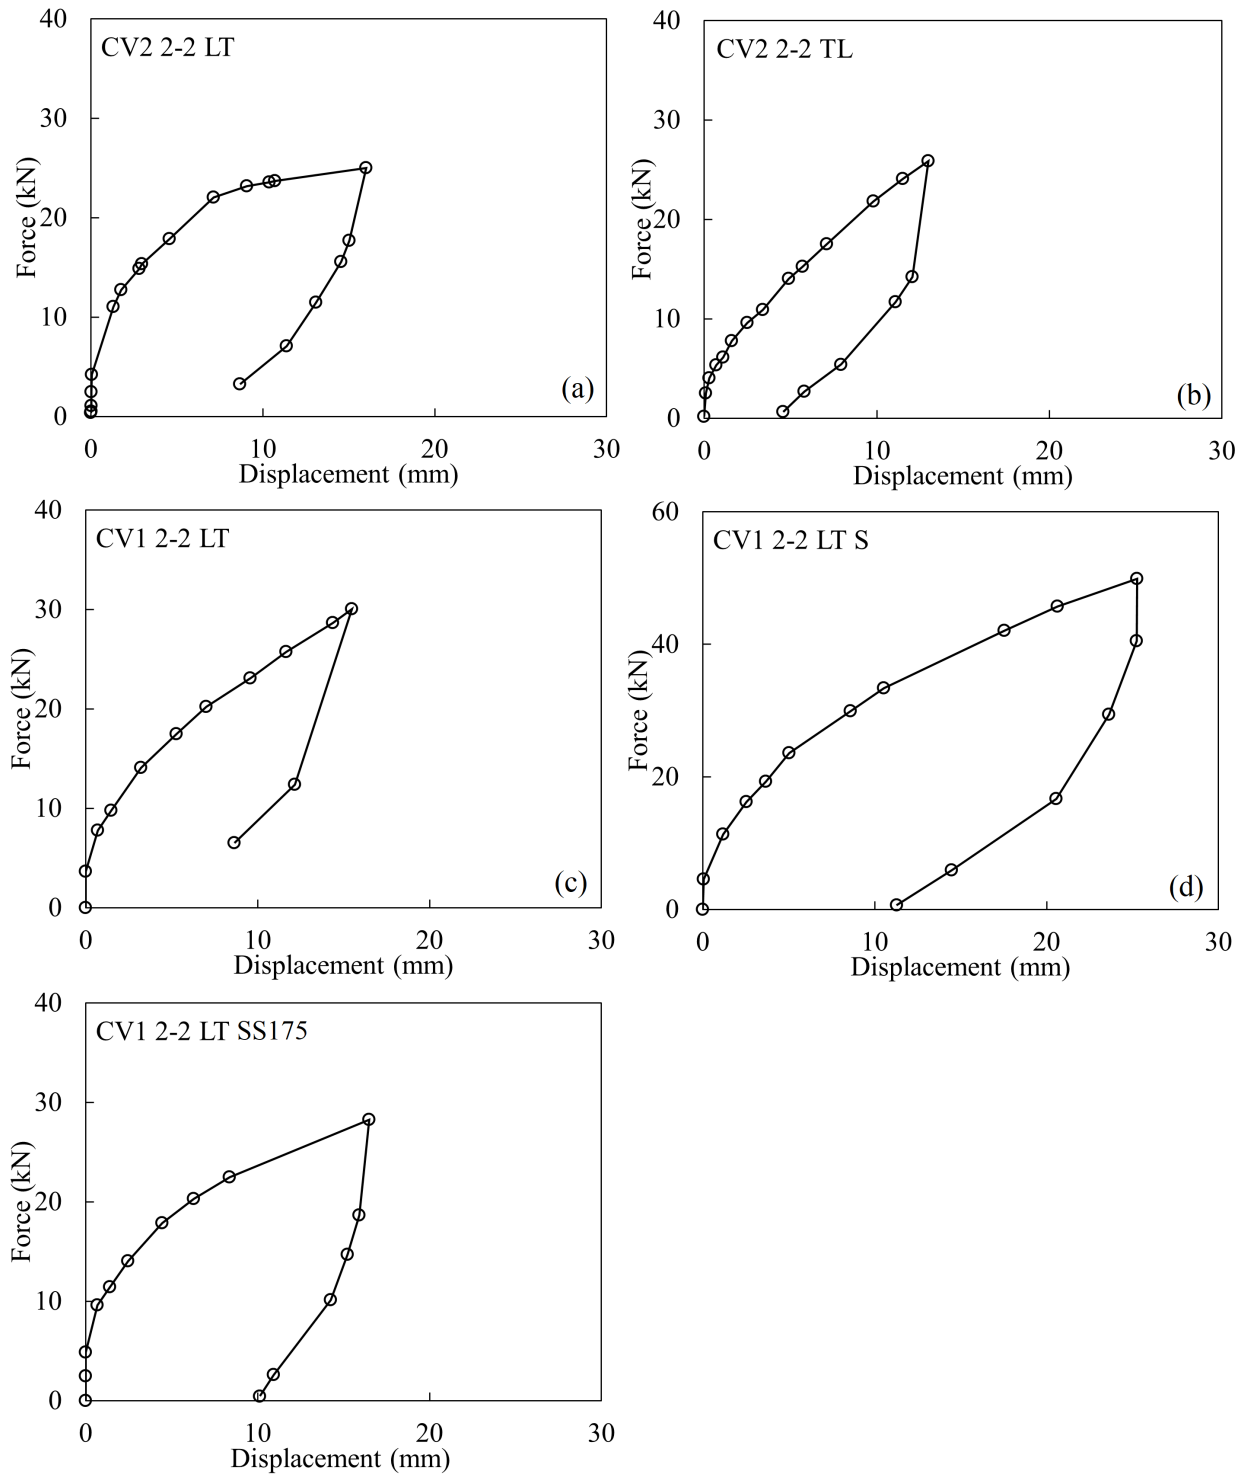 CV2 2-2 LT
40
30
20
10
0
Force (kN)
(a)
0 10 20 30
Displacement (mm)
CV2 2-2 TL
40
30
20
10
0
Force (kN)
(b)
0 10 20 30
Displacement (mm)
CV1 2-2 LT
40
30
20
10
0
Force (kN)
(c)
0 10 20 30
Displacement (mm)
CV1 2-2 LT S
60
40
20
0
Force (kN)
(d)
0 10 20 30
Displacement (mm)
CV1 2-2 LT SS175
40
30
20
10
0
Force (kN)
0 10 20 30
Displacement (mm)